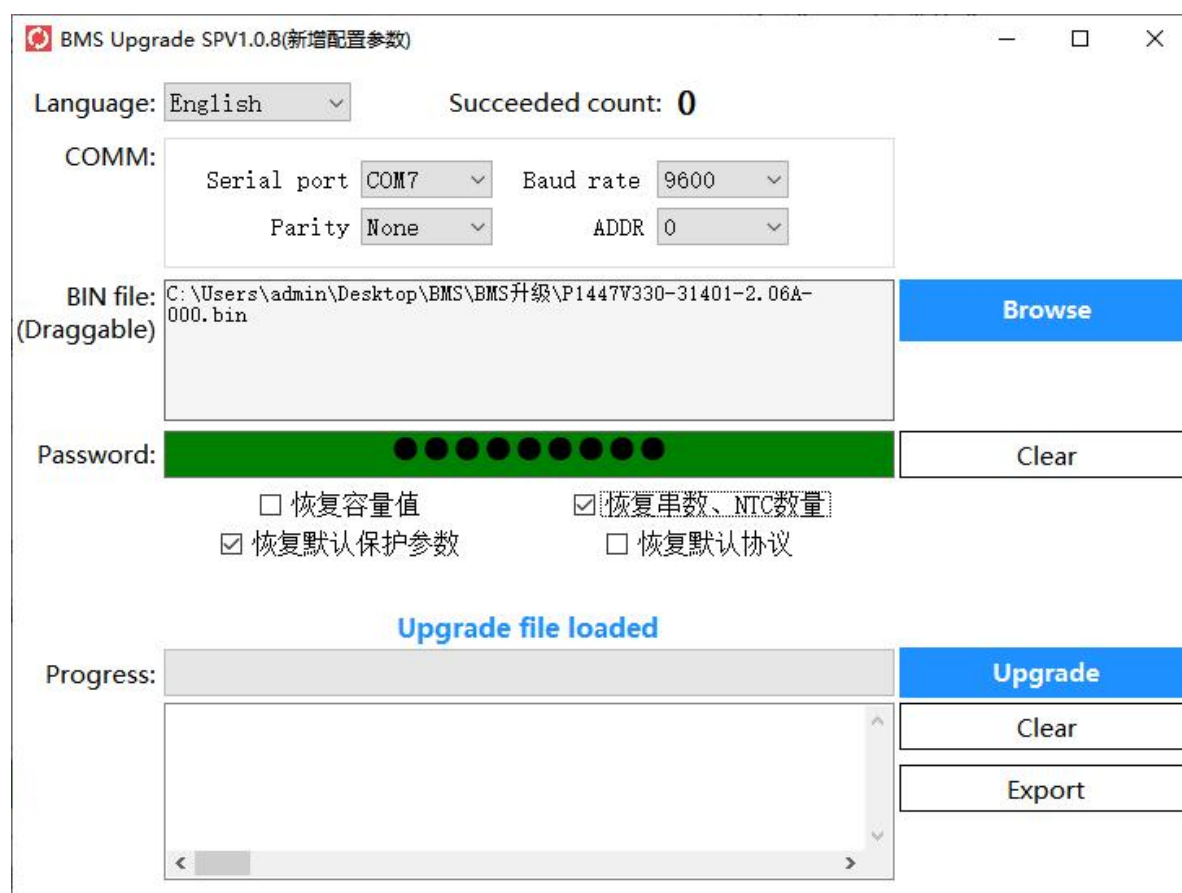 BMS Upgrade SPV1.0.8(新增配置参数)
Language: English Succeeded count: 0
COMM:
Serial port COM7 Baud rate 9600
Parity None ADDR 0
BIN file: C:\Users\admin\Desktop\BMS\BMS升级\P1447V330-31401-2.06A-
(Draggable) 000.bin
Browse
Password: ●●●●●●●●● Clear
恢复容量值 恢复串数、NTC数量
恢复默认保护参数 恢复默认协议
Upgrade file loaded
Progress: Upgrade
Clear
Export